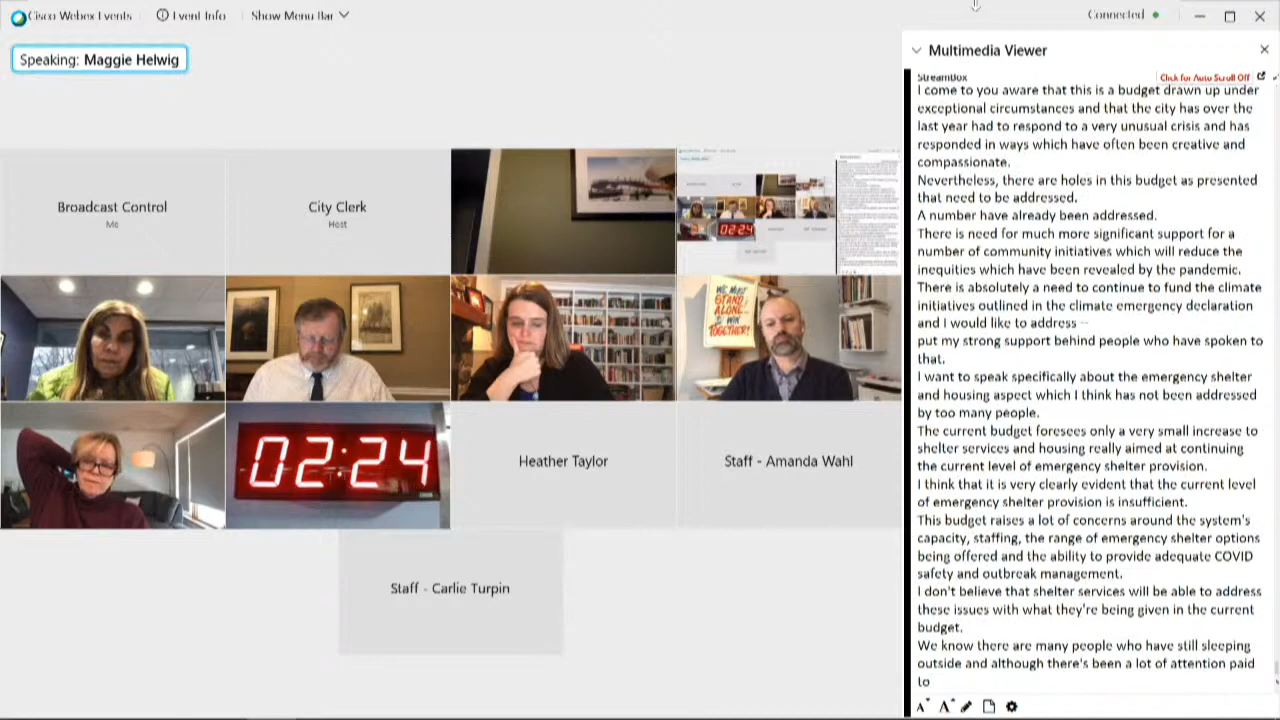 Cisco Webex Events
Event Info
Show Menu Bar
Connected
Speaking: Maggie Helwig
Multimedia Viewer
StreamBox
Click for Auto Scroll Off
I come to you aware that this is a budget drawn up under
exceptional circumstances and that the city has over the
last year had to respond to a very unusual crisis and has
responded in ways which have often been creative and
compassionate.
Nevertheless, there are holes in this budget as presented
that need to be addressed.
A number have already been addressed.
There is need for much more significant support for a
number of community initiatives which will reduce the
inequities which have been revealed by the pandemic.
There is absolutely a need to continue to fund the climate
initiatives outlined in the climate emergency declaration
and I would like to address --
put my strong support behind people who have spoken to
that.
I want to speak specifically about the emergency shelter
and housing aspect which I think has not been addressed
by too many people.
The current budget foresees only a very small increase to
shelter services and housing really aimed at continuing
the current level of emergency shelter provision.
I think that it is very clearly evident that the current level
of emergency shelter provision is insufficient.
This budget raises a lot of concerns around the system's
capacity, staffing, the range of emergency shelter options
being offered and the ability to provide adequate COVID
safety and outbreak management.
I don't believe that shelter services will be able to address
these issues with what they're being given in the current
budget.
We know there are many people who have still sleeping
outside and although there's been a lot of attention paid
to
Broadcast Cons..
Me
City Clerk
Host
02:24
WE MUST
STAND
ALONE...
TO WIN
TOGETHER!
02:24
Heather Taylor
Staff - Amanda Wahl
Staff - Carlie Turpin